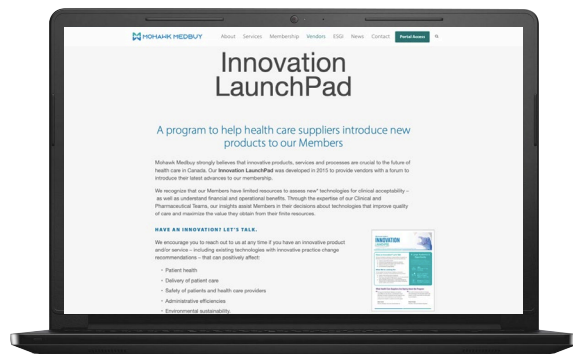 MOHAWK MEDBUY
About Services Membership Vendors ESGI News Contact Portal Access
Innovation
LaunchPad
A program to help health care suppliers introduce new
products to our Members
Mohawk Medbuy strongly believes that innovative products, services and processes are crucial to the future of
health care in Canada. Our Innovation LaunchPad was developed in 2015 to provide vendors with a forum to
introduce their latest advances to our membership.
We recognize that our Members have limited resources to assess new* technologies for clinical acceptability –
as well as understand financial and operational benefits. Through the expertise of our Clinical and
Pharmaceutical Teams, our insights assist Members in their decisions about technologies that improve quality
of care and maximize the value they obtain from their finite resources.
HAVE AN INNOVATION? LET'S TALK.
We encourage you to reach out to us at any time if you have an innovative product
and/or service – including existing technologies with innovative practice change
recommendations – that can positively affect:
• Patient health
• Delivery of patient care
• Safety of patients and health care providers
• Administrative efficiencies
• Environmental sustainability.
INNOVATION